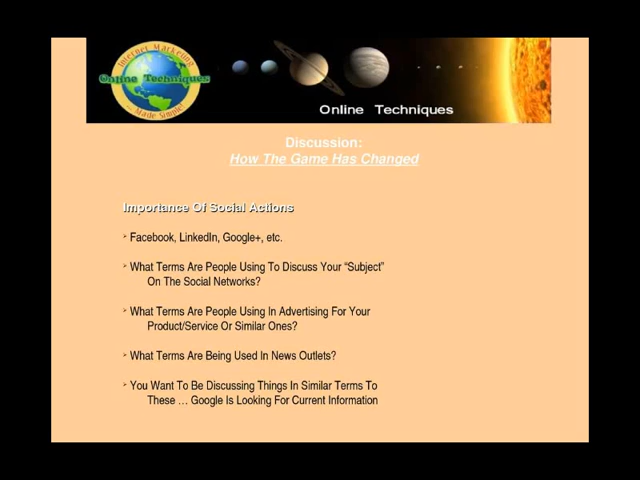 Internet Marketing
Online Techniques
... Made Simple!
Online Techniques
Discussion:
How The Game Has Changed
Importance Of Social Actions
➢ Facebook, LinkedIn, Google+, etc.
➢ What Terms Are People Using To Discuss Your “Subject”
On The Social Networks?
➢ What Terms Are People Using In Advertising For Your
Product/Service Or Similar Ones?
➢ What Terms Are Being Used In News Outlets?
➢ You Want To Be Discussing Things In Similar Terms To
These … Google Is Looking For Current Information